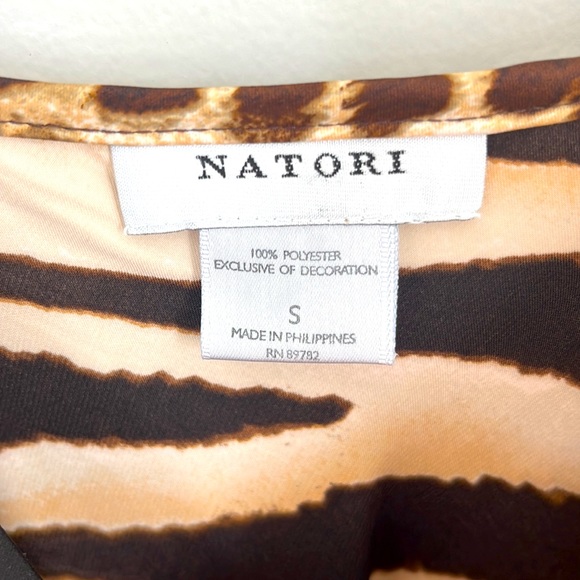 NATORI
100% POLYESTER
EXCLUSIVE OF DECORATION
S
MADE IN PHILIPPINES
RN 89782